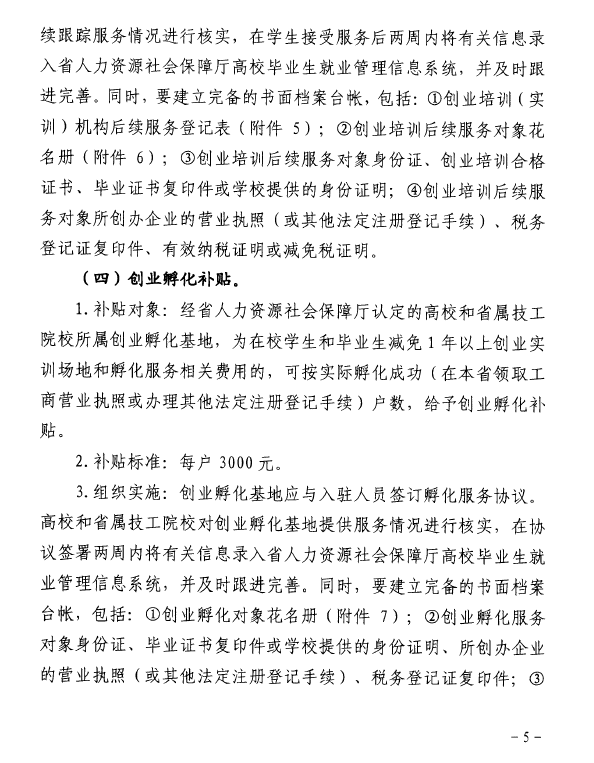 续跟踪服务情况进行核实，在学生接受服务后两周内将有关信息录
入省人力资源社会保障厅高校毕业生就业管理信息系统，并及时跟
进完善。同时，要建立完备的书面档案台帐，包括：①创业培训（实
训）机构后续服务登记表（附件 5）；②创业培训后续服务对象花
名册（附件 6）；③创业培训后续服务对象身份证、创业培训合格
证书、毕业证书复印件或学校提供的身份证明；④创业培训后续服
务对象所创办企业的营业执照（或其他法定注册登记手续）、税务
登记证复印件、有效纳税证明或减免税证明。
（四）创业孵化补贴。
1.补贴对象：经省人力资源社会保障厅认定的高校和省属技工
院校所属创业孵化基地，为在校学生和毕业生减免1年以上创业实
训场地和孵化服务相关费用的，可按实际孵化成功（在本省领取工
商营业执照或办理其他法定注册登记手续）户数，给予创业孵化补
贴。
2.补贴标准：每户 3000 元。
3.组织实施：创业孵化基地应与入驻人员签订孵化服务协议。
高校和省属技工院校对创业孵化基地提供服务情况进行核实，在协
议签署两周内将有关信息录入省人力资源社会保障厅高校毕业生就
业管理信息系统，并及时跟进完善。同时，要建立完备的书面档案
台帐，包括：①创业孵化对象花名册（附件 7）；②创业孵化服务
对象身份证、毕业证书复印件或学校提供的身份证明、所创办企业
的营业执照（或其他法定注册登记手续）、税务登记证复印件；③
－5－